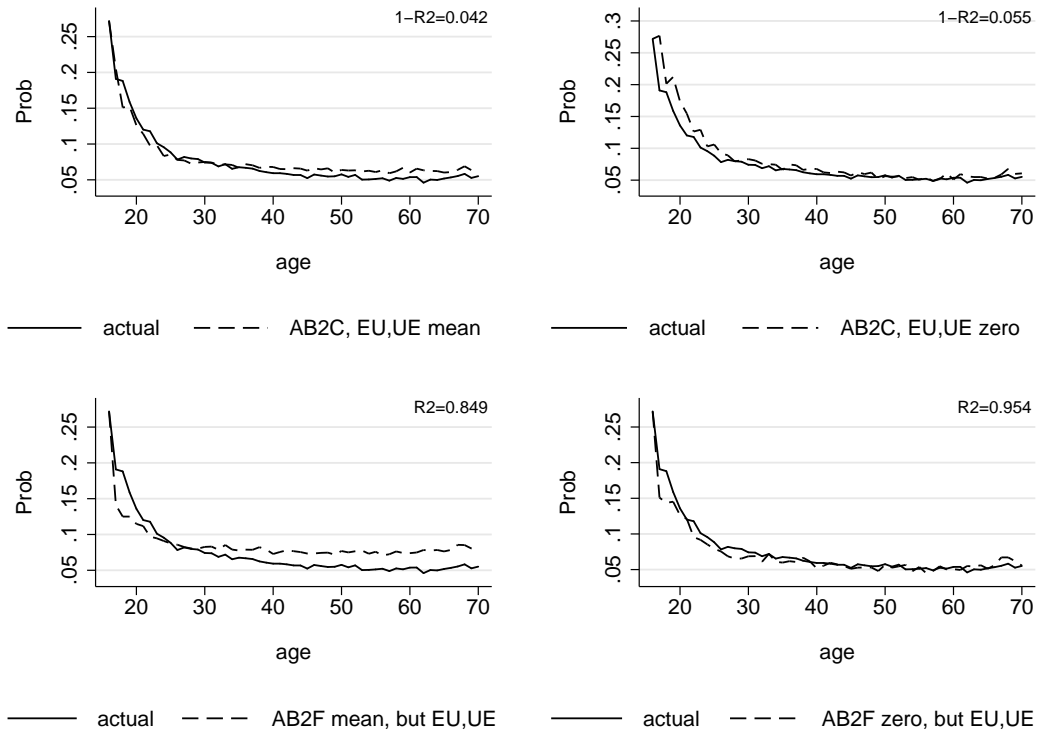 1−R2=0.042
Prob
.05 .1 .15 .2 .25
20 30 40 50 60 70
age
actual AB2C, EU,UE mean
1−R2=0.055
Prob
.05 .1 .15 .2 .25 .3
20 30 40 50 60 70
age
actual AB2C, EU,UE zero
R2=0.849
Prob
.05 .1 .15 .2 .25
20 30 40 50 60 70
age
actual AB2F mean, but EU,UE
R2=0.954
Prob
.05 .1 .15 .2 .25
20 30 40 50 60 70
age
actual AB2F zero, but EU,UE